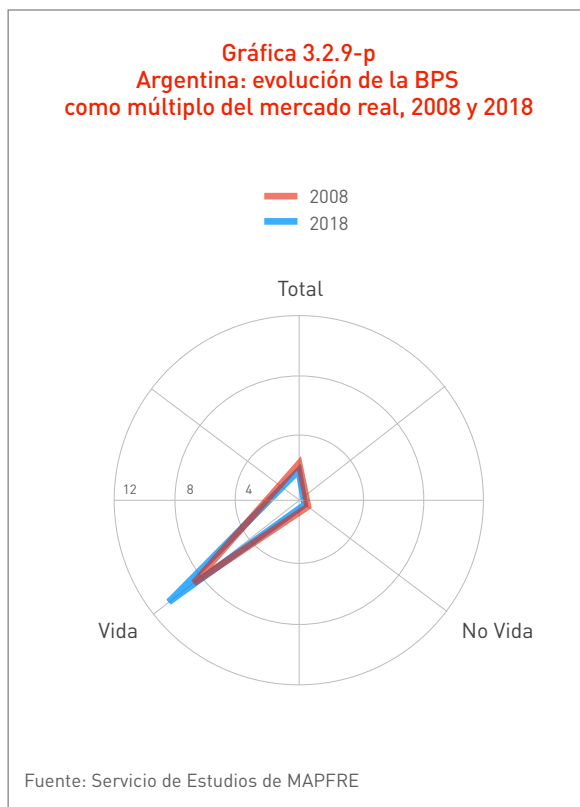 Gráfica 3.2.9-p
Argentina: evolución de la BPS
como múltiplo del mercado real, 2008 y 2018
2008
2018
Total
12 8 4
Vida No Vida
Fuente: Servicio de Estudios de MAPFRE